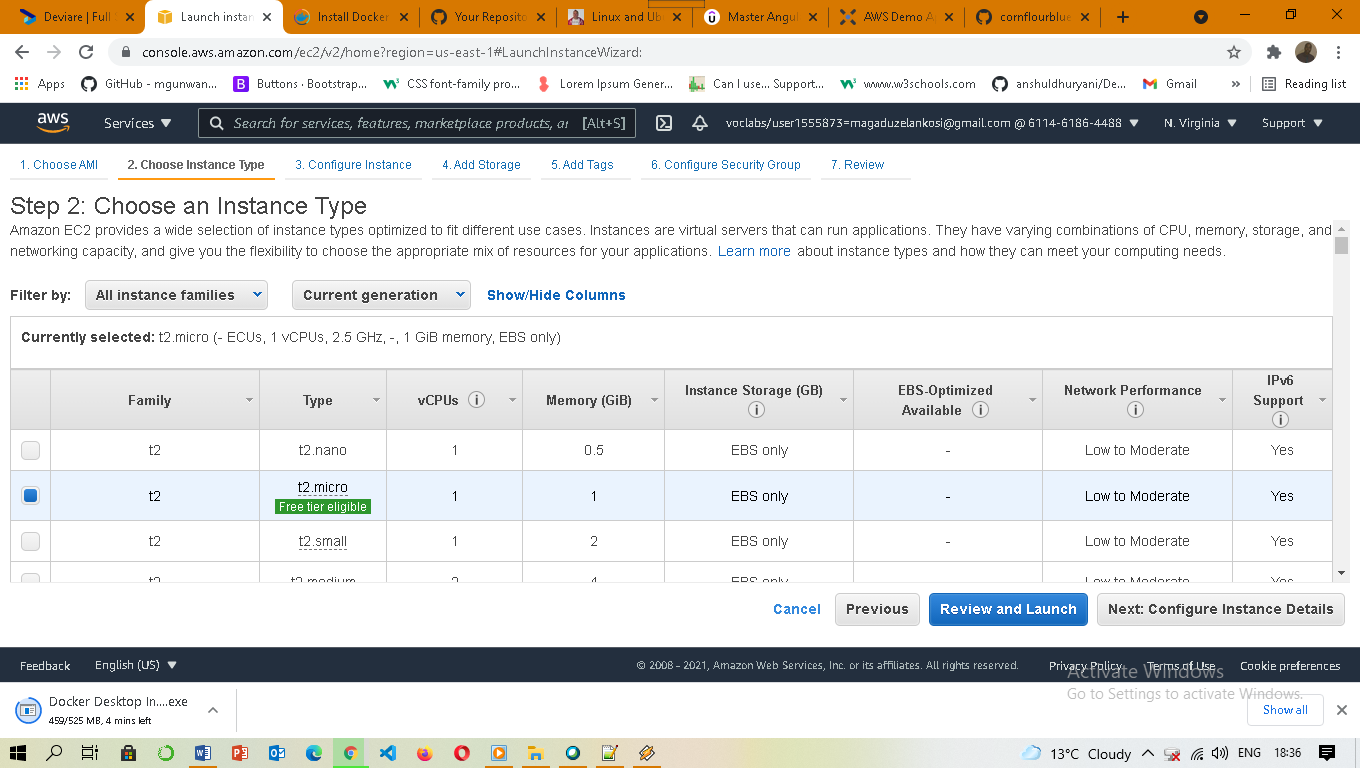 Deviare | Full S
Launch instan
Install Docker
Your Reposito
Linux and Ub
Master Angul
AWS Demo A
cornflourblue
console.aws.amazon.com/ec2/v2/home?region=us-east-1#LaunchInstanceWizard:
Apps
GitHub - mgunwan...
Buttons · Bootstrap...
CSS font-family pro...
Lorem Ipsum Gener...
Can I use... Support...
www.w3schools.com
anshuldhuryani/De...
Gmail
»
Reading list
aws
Services
Search for services, features, marketplace products, ar [Alt+S]
voclabs/user1555873=magaduzelankosi@gmail.com @ 6114-6186-4488
N. Virginia
Support
1. Choose AMI
2. Choose Instance Type
3. Configure Instance
4. Add Storage
5. Add Tags
6. Configure Security Group
7. Review
Step 2: Choose an Instance Type
Amazon EC2 provides a wide selection of instance types optimized to fit different use cases. Instances are virtual servers that can run applications. They have varying combinations of CPU, memory, storage, and
networking capacity, and give you the flexibility to choose the appropriate mix of resources for your applications. Learn more about instance types and how they can meet your computing needs.
Filter by: All instance families Current generation Show/Hide Columns
Currently selected: t2.micro (- ECUs, 1 vCPUs, 2.5 GHz, -, 1 GiB memory, EBS only)
Family Type vCPUs Memory (GiB) Instance Storage (GB) EBS-Optimized Available Network Performance IPv6 Support
t2 t2.nano 1 0.5 EBS only - Low to Moderate Yes
t2 t2.micro Free tier eligible 1 1 EBS only - Low to Moderate Yes
t2 t2.small 1 2 EBS only - Low to Moderate Yes
t2 t2.medium 2 4 EBS only Low to Moderate Yes
Cancel Previous Review and Launch Next: Configure Instance Details
Feedback English (US) © 2008 - 2021, Amazon Web Services, Inc. or its affiliates. All rights reserved. Privacy Policy Terms of Use Cookie preferences
Activate Windows
Go to Settings to activate Windows.
Docker Desktop In....exe
459/525 MB, 4 mins left
Show all
13°C Cloudy ENG 18:36